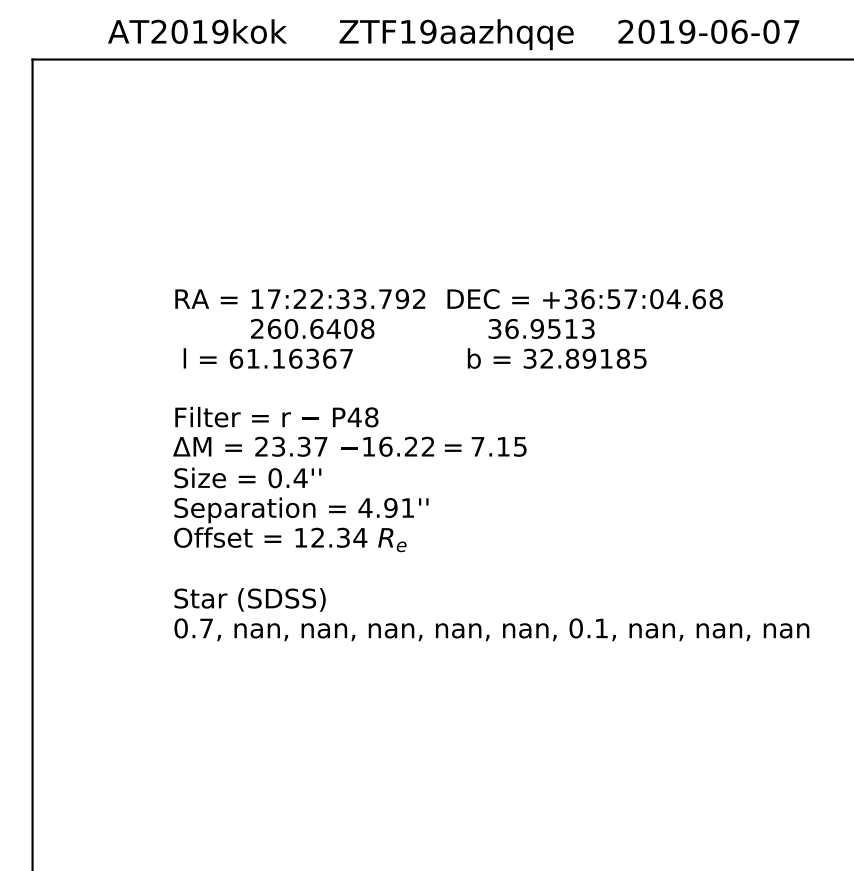 AT2019kok ZTF19aazhqqe 2019-06-07
RA = 17:22:33.792 DEC = +36:57:04.68
260.6408 36.9513
l = 61.16367 b = 32.89185
Filter = r − P48
ΔM = 23.37 −16.22 = 7.15
Size = 0.4''
Separation = 4.91''
Offset = 12.34 Re
Star (SDSS)
0.7, nan, nan, nan, nan, nan, 0.1, nan, nan, nan